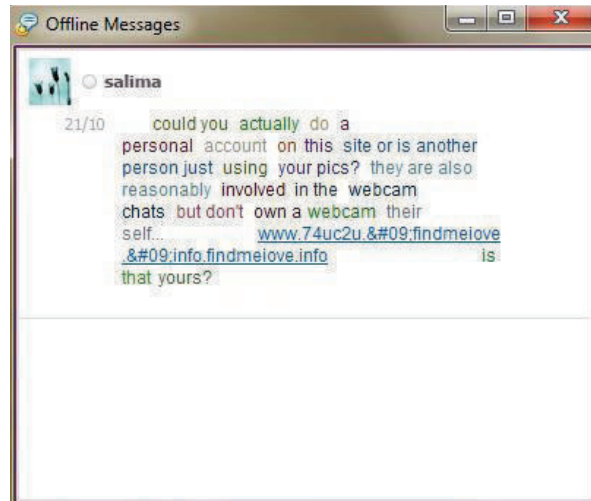 Offline Messages
salima
21/10 could you actually do a
personal account on this site or is another
person just using your pics? they are also
reasonably involved in the webcam
chats but don't own a webcam their
self... www.74uc2u.&#09;findmeiove
.&#09;info.findmeiove.info is
that yours?